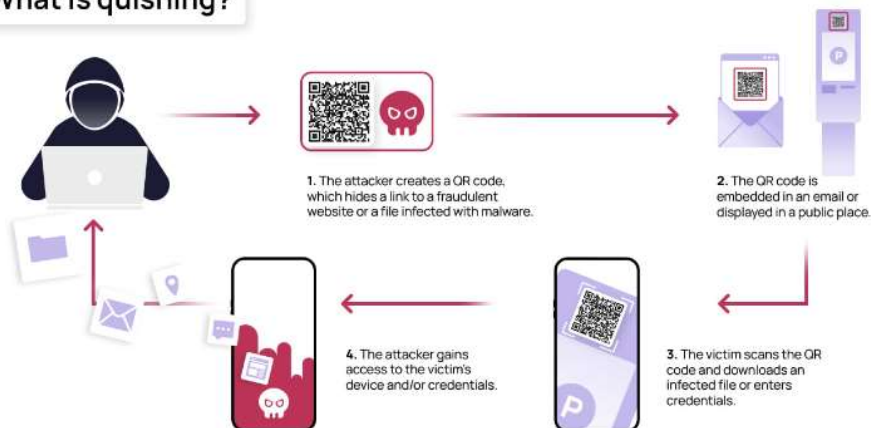 What is quishing?
P
1. The attacker creates a QR code,
which hides a link to a fraudulent
website or a file infected with malware.
2. The QR code is
embedded in an email or
displayed in a public place.
4. The attacker gains
access to the victim's
device and/or credentials.
3. The victim scans the QR
code and downloads an
infected file or enters
credentials.
P